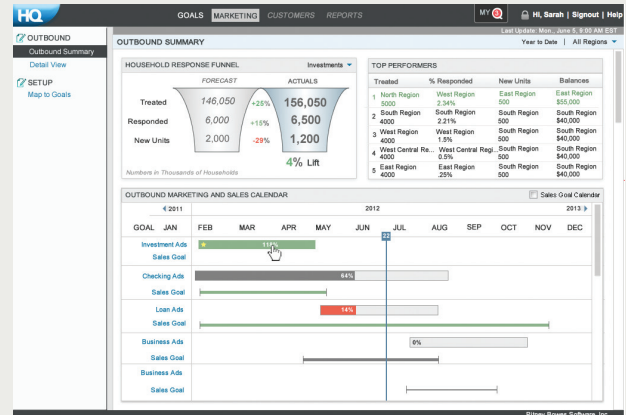 HQ GOALS MARKETING CUSTOMERS REPORTS MY Hi, Sarah | Signout | Help
Last Update: Mon., June 5, 9:00 AM EST
OUTBOUND
Outbound Summary
Detail View
SETUP
Map to Goals
OUTBOUND SUMMARY Year to Date | All Regions
HOUSEHOLD RESPONSE FUNNEL Investments
FORECAST ACTUALS
Treated 146,050 +25% 156,050
Responded 6,000 +15% 6,500
New Units 2,000 -29% 1,200
4% Lift
Numbers in Thousands of Households
TOP PERFORMERS
Treated % Responded New Units Balances
1 North Region West Region East Region East Region
5000 2.34% 500 $55,000
2 South Region South Region South Region South Region
4000 2.21% 500 $40,000
3 West Region West Region South Region South Region
4000 1.5% 500 $40,000
4 West Central Re... West Central Regi... South Region South Region
4000 0.5% 500 $40,000
5 East Region East Region South Region South Region
4000 .25% 500 $40,000
OUTBOUND MARKETING AND SALES CALENDAR Sales Goal Calender
2011 2012 2013
GOAL JAN FEB MAR APR MAY JUN JUL AUG SEP OCT NOV DEC
22
Investment Ads
Sales Goal
Checking Ads 64%
Sales Goal
Loan Ads 14%
Sales Goal
Business Ads 0%
Sales Goal
Business Ads
Sales Goal
Pitney Bowes Software, Inc.